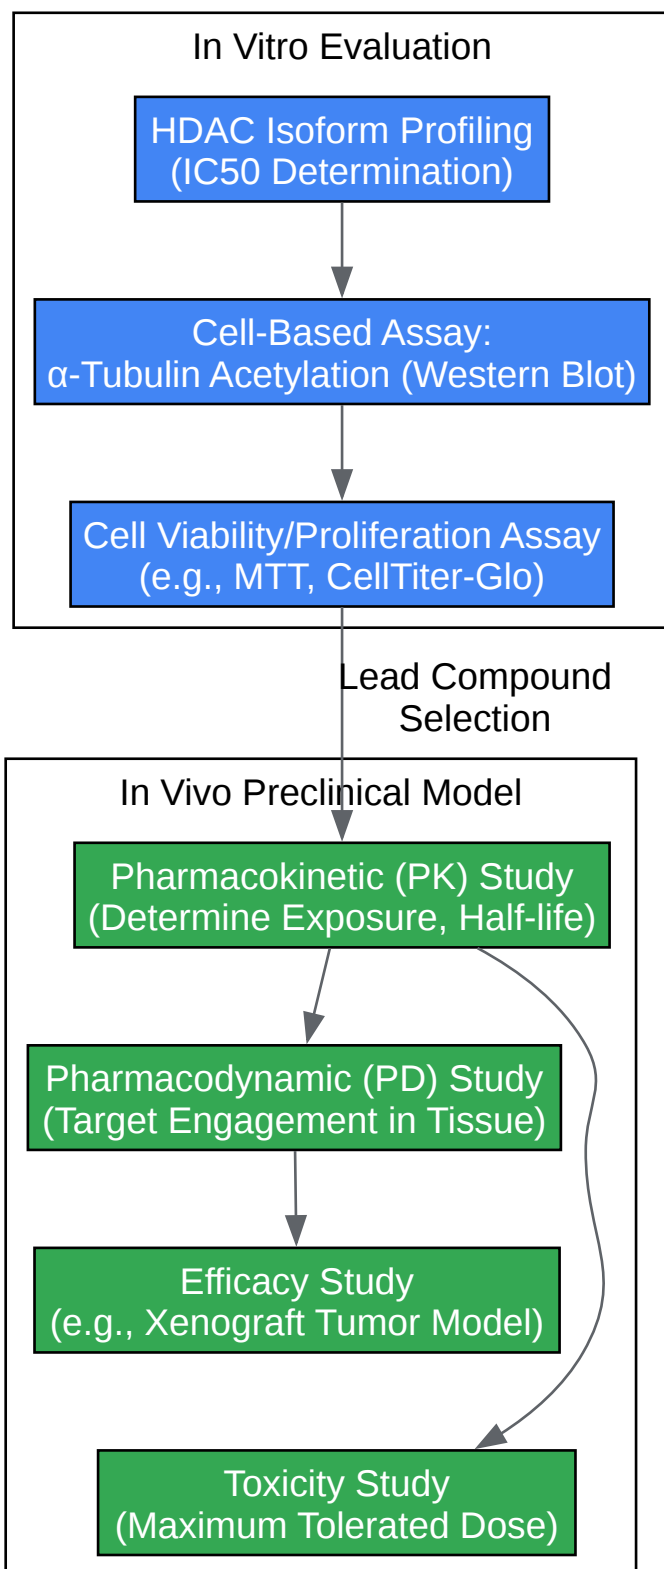 In Vitro Evaluation
HDAC Isoform Profiling
(IC50 Determination)
Cell-Based Assay:
α-Tubulin Acetylation (Western Blot)
Cell Viability/Proliferation Assay
(e.g., MTT, CellTiter-Glo)
Lead Compound
Selection
In Vivo Preclinical Model
Pharmacokinetic (PK) Study
(Determine Exposure, Half-life)
Pharmacodynamic (PD) Study
(Target Engagement in Tissue)
Efficacy Study
(e.g., Xenograft Tumor Model)
Toxicity Study
(Maximum Tolerated Dose)